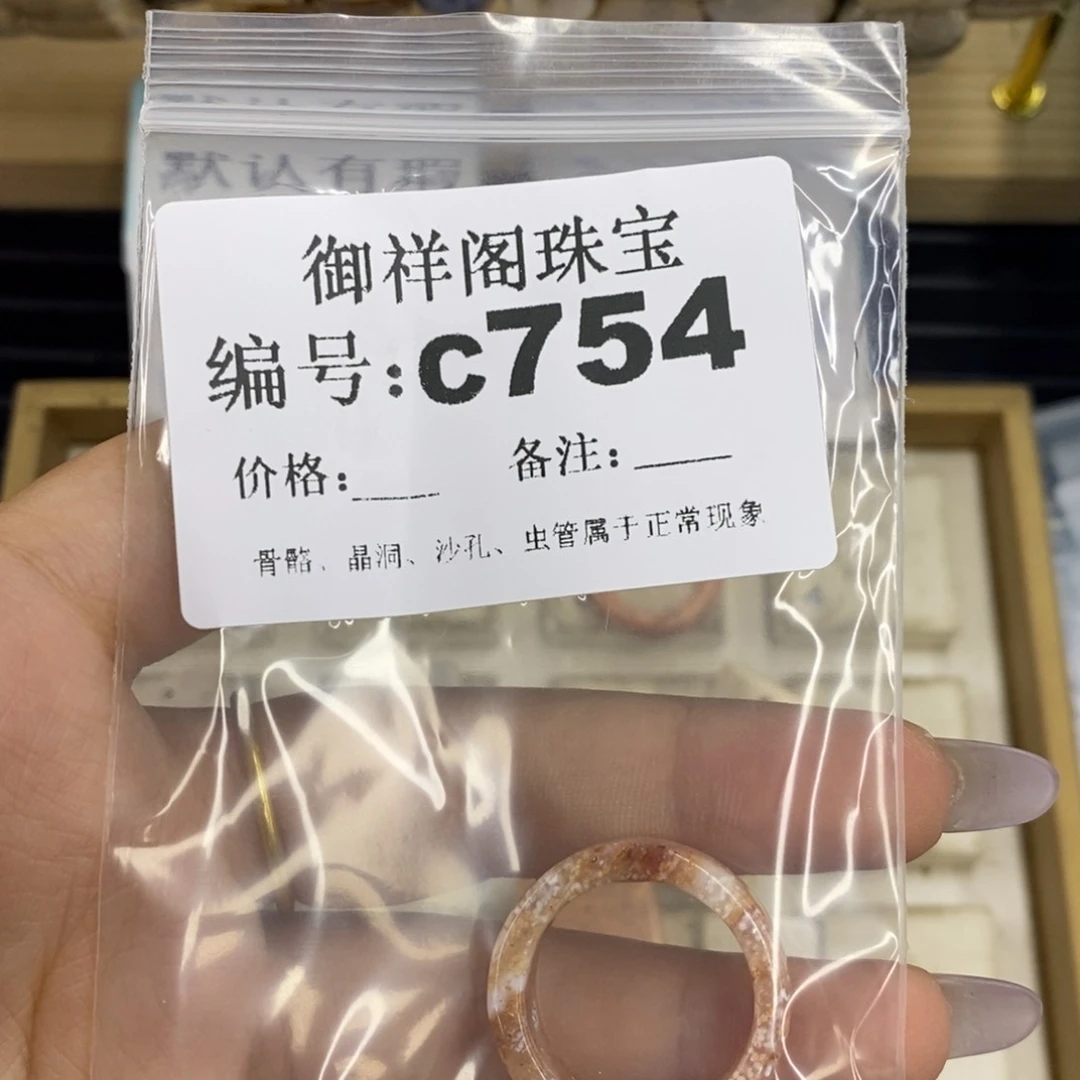 默认有瑕
御祥阁珠宝
编号:c754
价格:____ 备注:____
骨骼、晶洞、沙孔、虫管属于正常现象